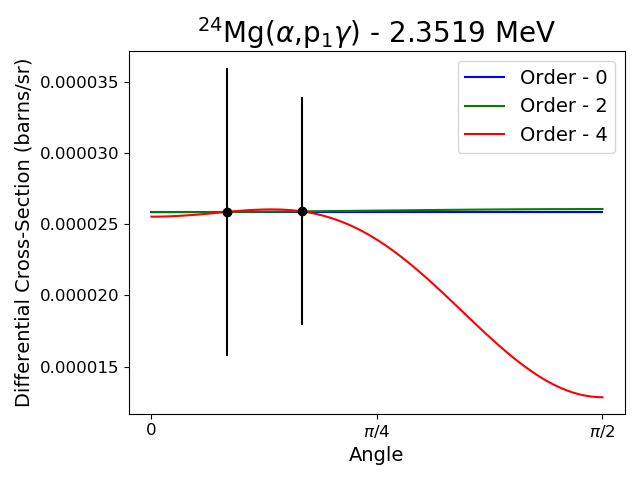 ²⁴Mg(α,p₁γ) - 2.3519 MeV
Differential Cross-Section (barns/sr)
0.000035
0.000030
0.000025
0.000020
0.000015
Order - 0
Order - 2
Order - 4
0
π/4
π/2
Angle